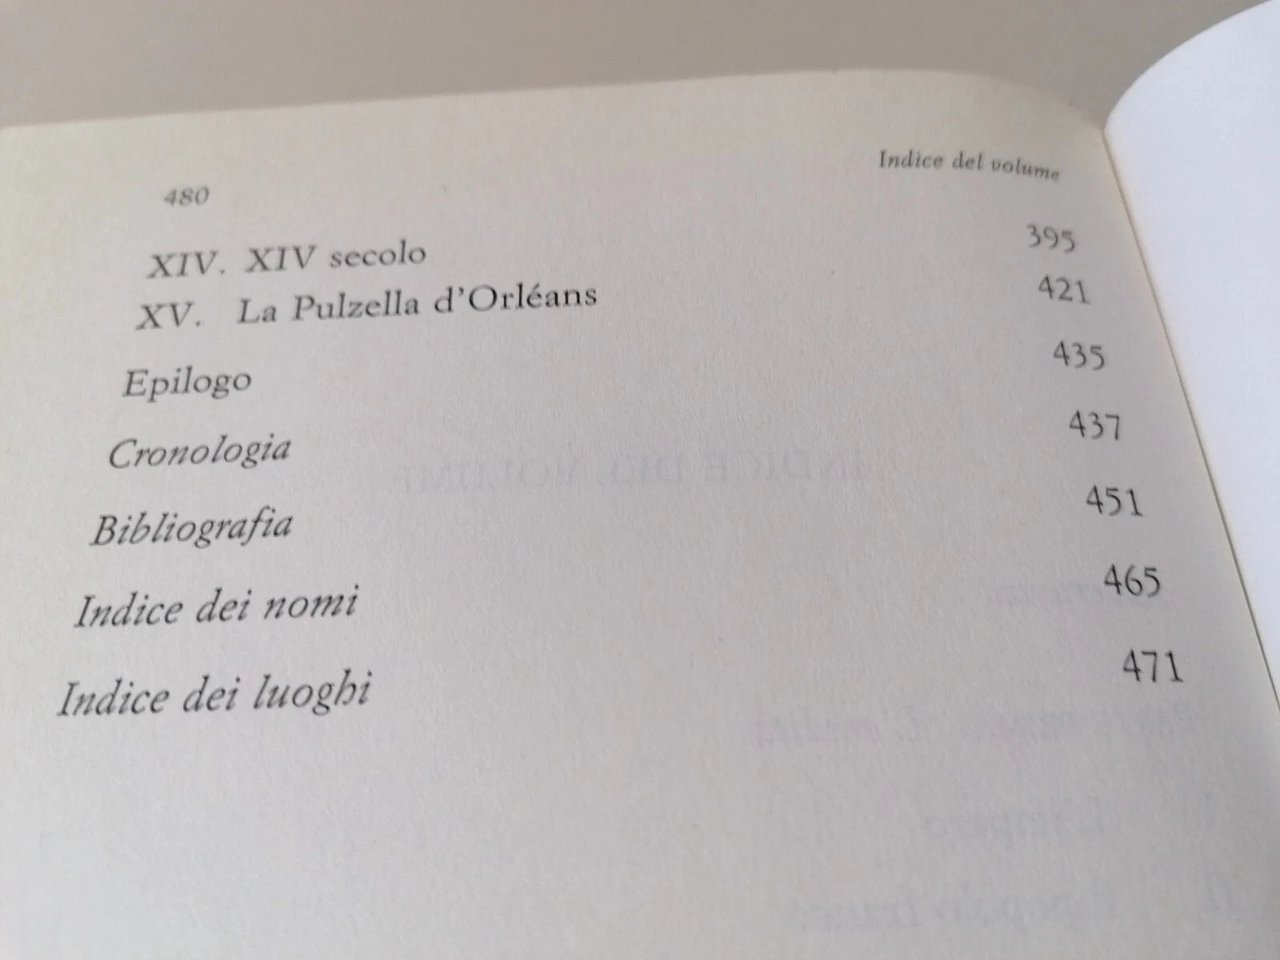 480 Indice del volume
XIV. XIV secolo 395
XV. La Pulzella d'Orléans 421
Epilogo 435
Cronologia 437
Bibliografia 451
Indice dei nomi 465
Indice dei luoghi 471